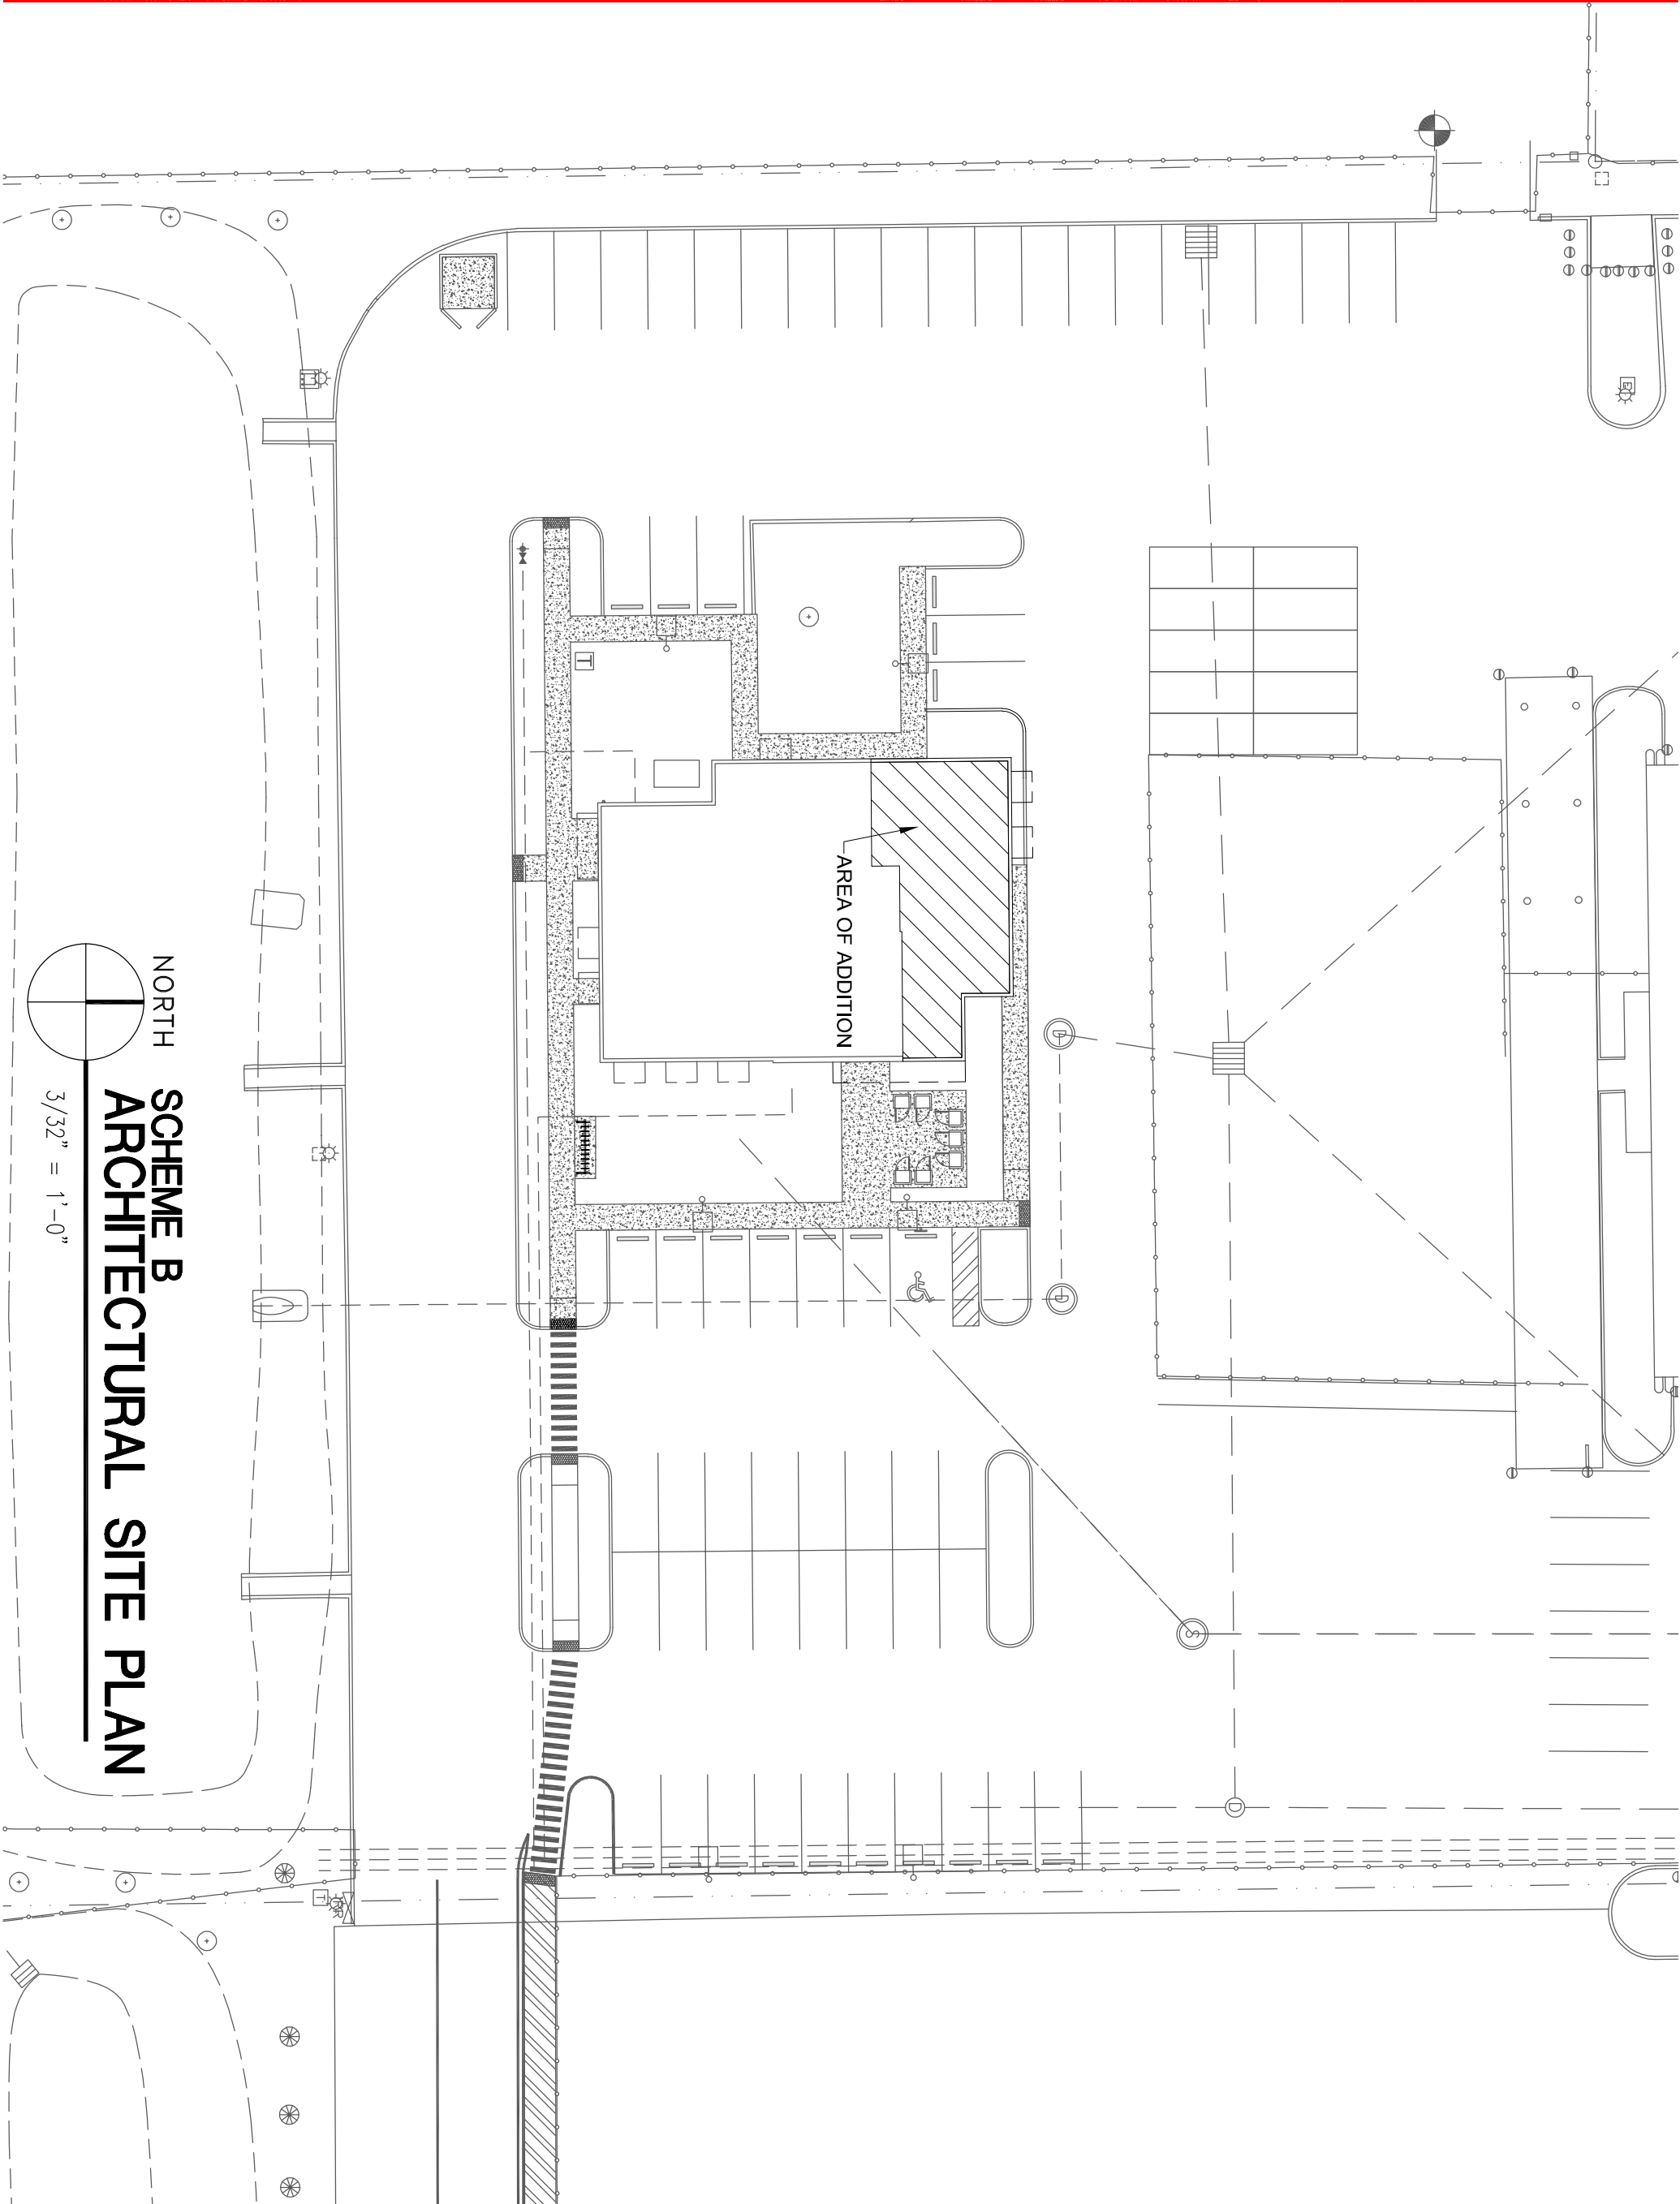 AREA OF ADDITION
NORTH
SCHEME B
ARCHITECTURAL SITE PLAN
3/32" = 1'-0"
T
D
D
S
D
E
T